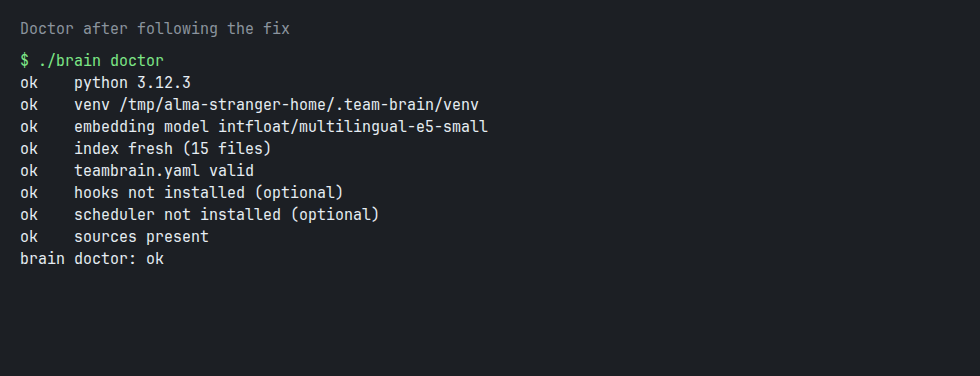 Doctor after following the fix
$ ./brain doctor
ok    python 3.12.3
ok    venv /tmp/alma-stranger-home/.team-brain/venv
ok    embedding model intfloat/multilingual-e5-small
ok    index fresh (15 files)
ok    teambrain.yaml valid
ok    hooks not installed (optional)
ok    scheduler not installed (optional)
ok    sources present
brain doctor: ok